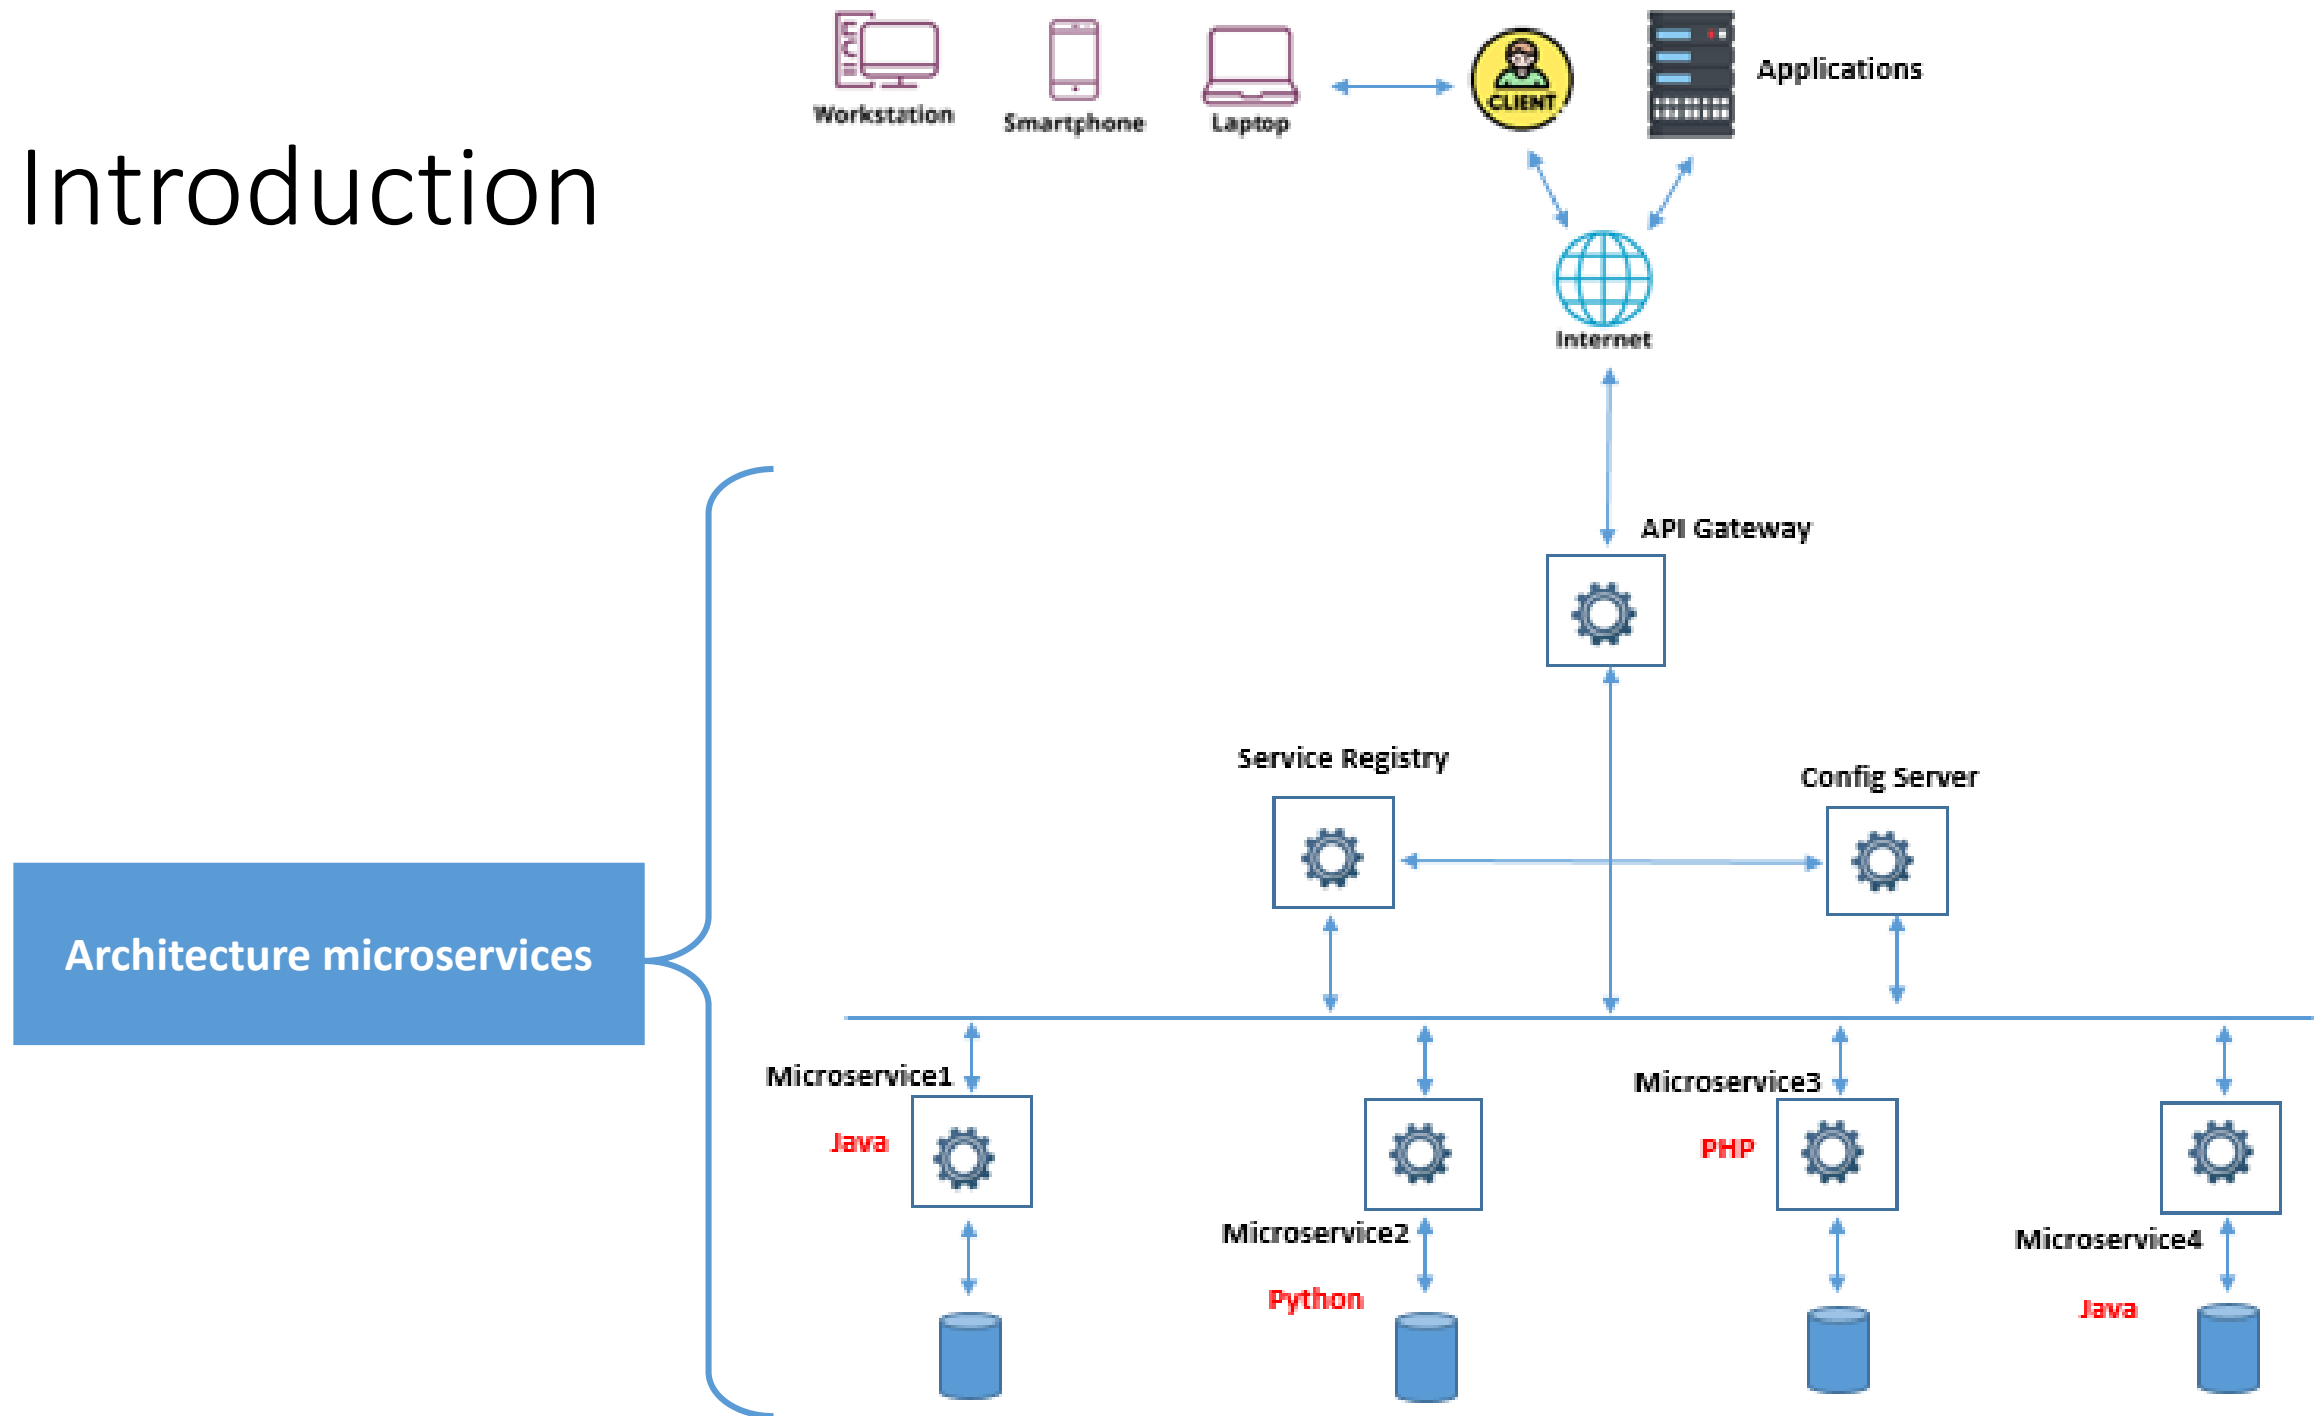 Introduction
Workstation
Smartphone
Laptop
CLIENT
Applications
Internet
API Gateway
Service Registry
Config Server
Architecture microservices
Microservice1
Java
Microservice2
Python
Microservice3
PHP
Microservice4
Java